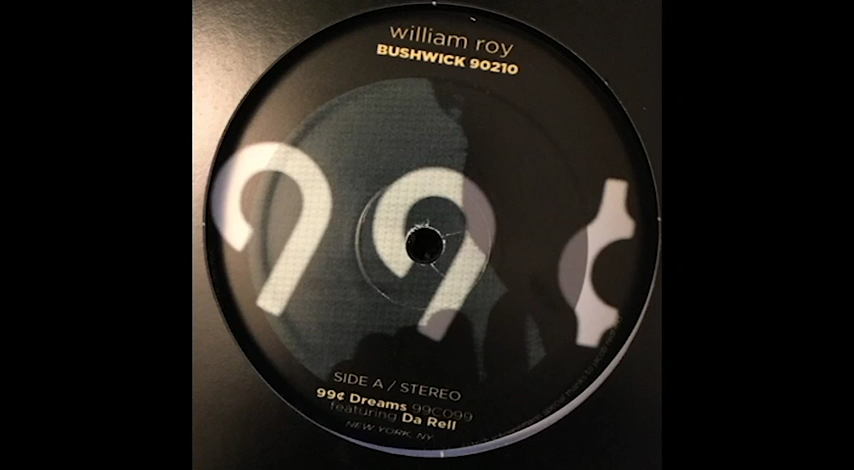 william roy
BUSHWICK 90210
99¢
SIDE A / STEREO
99¢ Dreams 99C099
featuring Da Rell
NEW YORK, NY